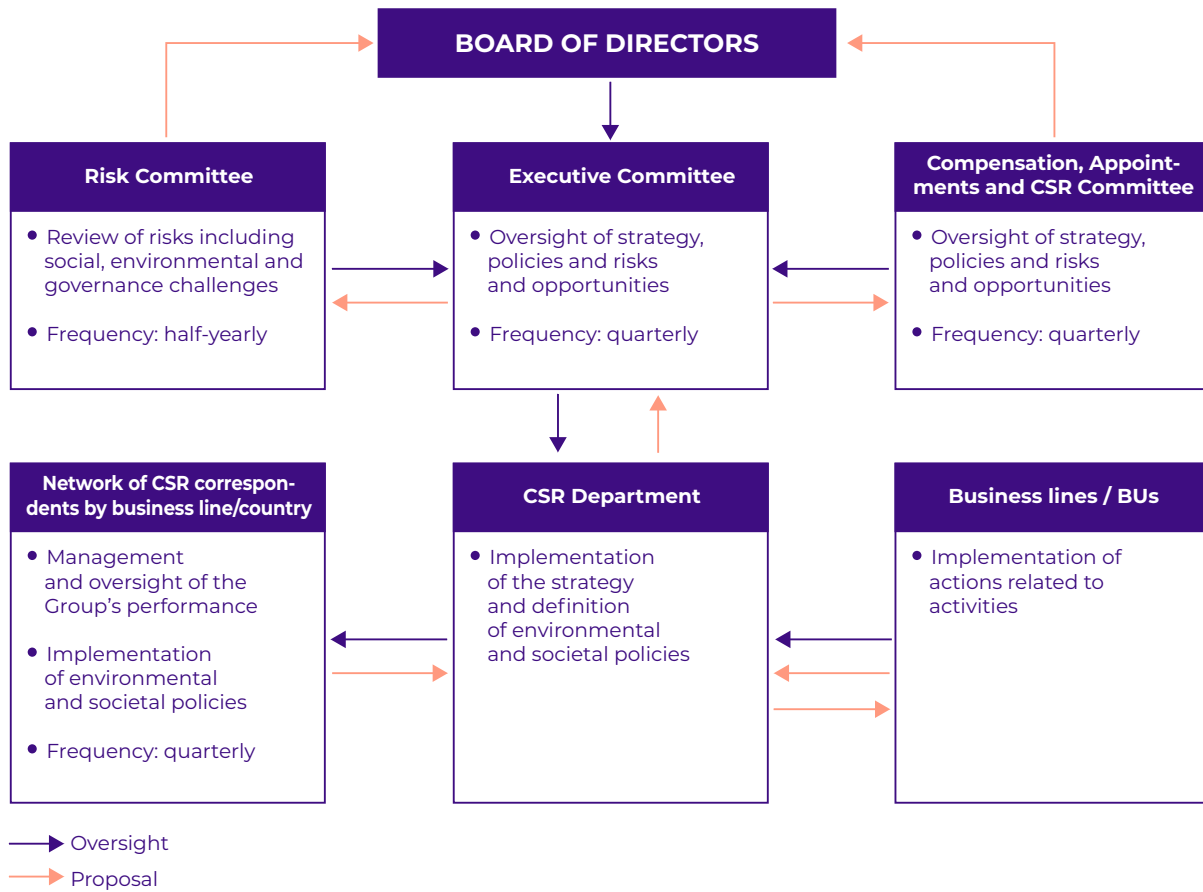 BOARD OF DIRECTORS
Risk Committee
• Review of risks including
social, environmental and
governance challenges
• Frequency: half-yearly
Executive Committee
• Oversight of strategy,
policies and risks
and opportunities
• Frequency: quarterly
Compensation, Appoint-
ments and CSR Committee
• Oversight of strategy,
policies and risks
and opportunities
• Frequency: quarterly
Network of CSR correspon-
dents by business line/country
• Management
and oversight of the
Group’s performance
• Implementation
of environmental
and societal policies
• Frequency: quarterly
CSR Department
• Implementation
of the strategy
and definition
of environmental
and societal policies
Business lines / BUs
• Implementation of
actions related to
activities
Oversight
Proposal